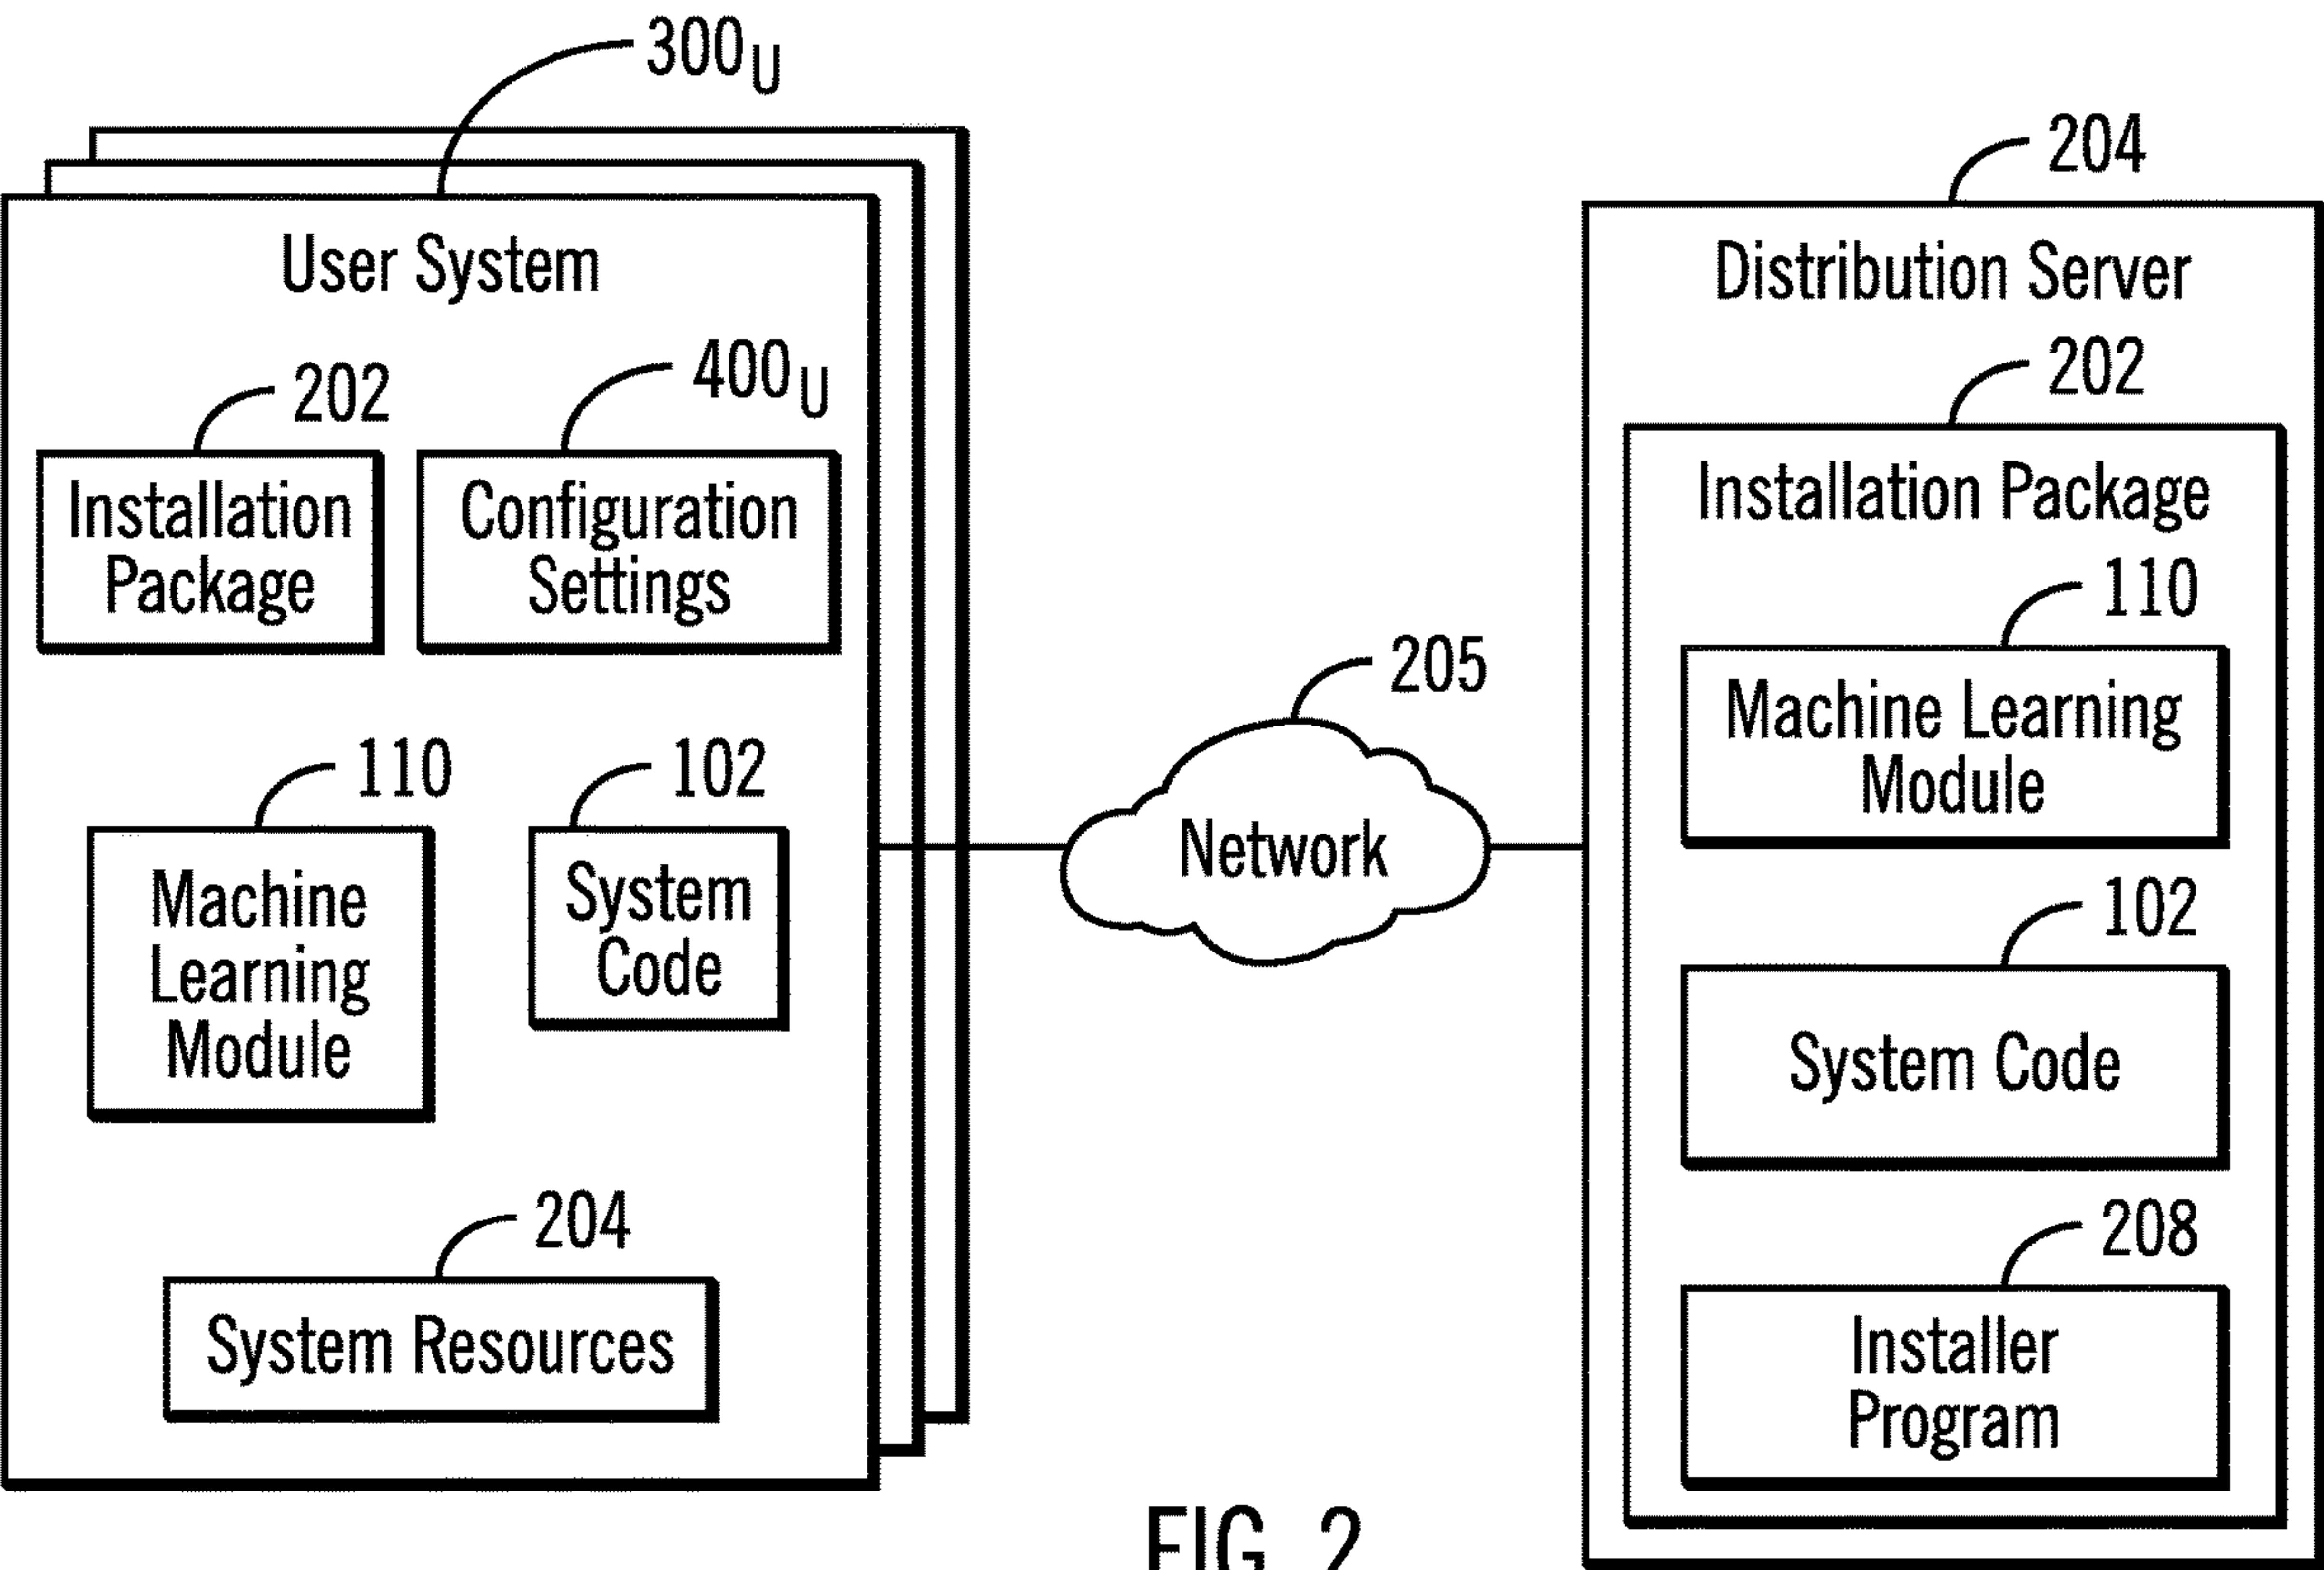 300U
User System
202
400U
Installation
Package
Configuration
Settings
110
102
Machine
Learning
Module
System
Code
204
System Resources
205
Network
204
Distribution Server
202
Installation Package
110
Machine Learning
Module
102
System Code
208
Installer
Program
FIG. 2